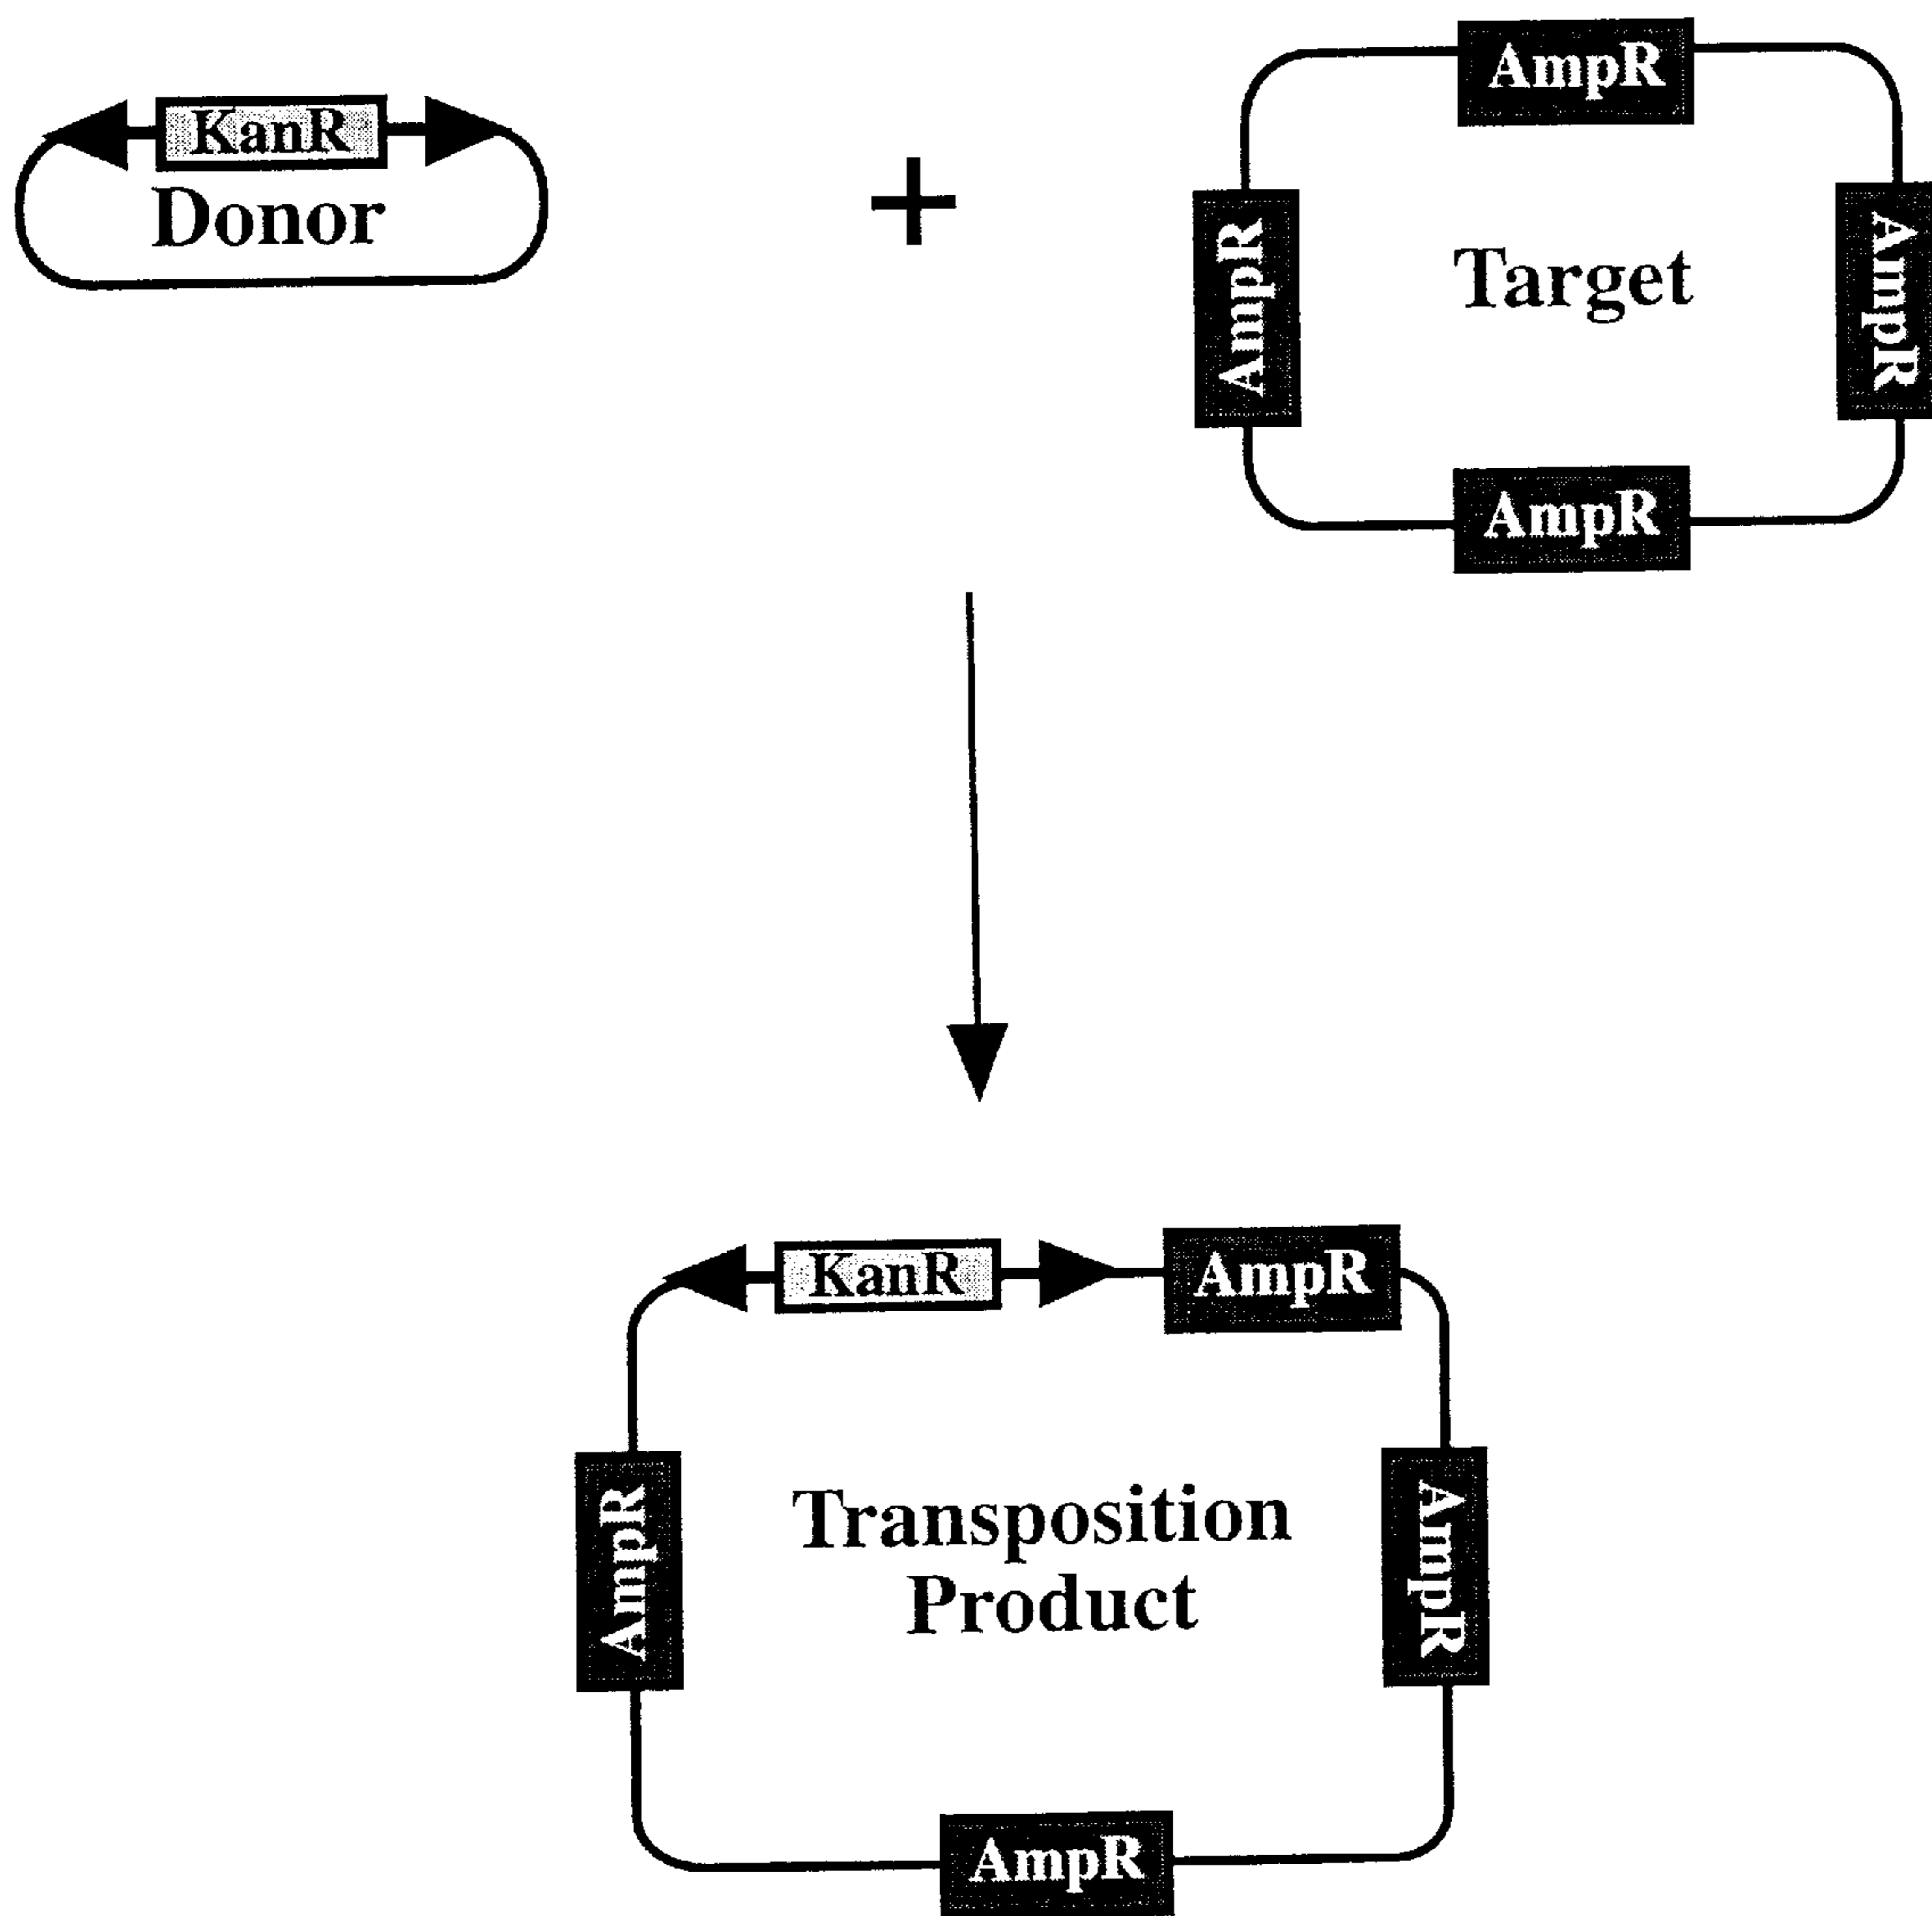 AmpR
KanR
Donor
+
AmpR
Target
AmpR
AmpR
KanR
AmpR
AmpR
Transposition
Product
AmpR
AmpR